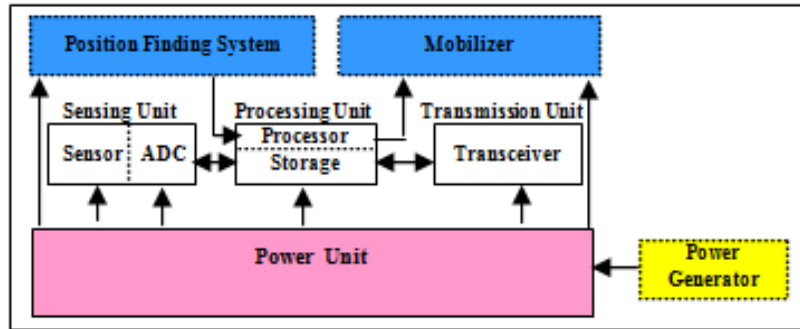 Position Finding System
Mobilizer
Sensing Unit
Processing Unit
Transmission Unit
Sensor
ADC
Processor
Storage
Transceiver
Power Unit
Power
Generator